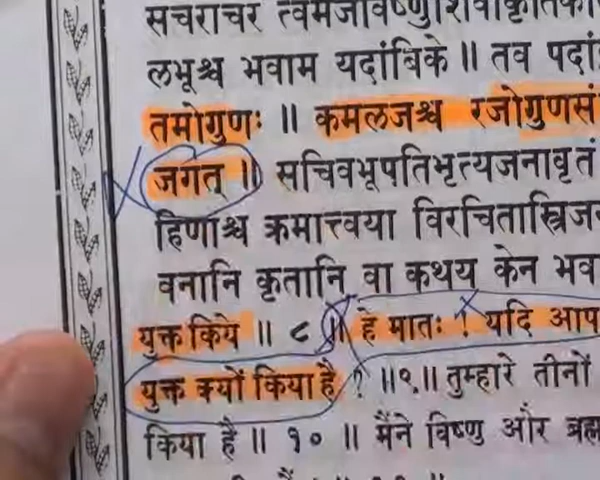 सचराचर त्वमजविष्णुशिवाकृतिका
लभूश्च भवाम यदांबिके ॥ तव पदां
तमोगुणः ॥ कमलजश्च रजोगुणसं
जगत् ॥ सचिवभूपतिभृत्यजनावृतं
हिणाश्च क्रमात्त्वया विरचितास्त्रिज
वनानि कृतानि वा कथय केन भव
युक्त किये ॥ ८ ॥ हे मातः ! यदि आप
युक्त क्यों किया है ? ॥९॥ तुम्हारे तीनों
किया है ॥ १० ॥ मैंने विष्णु और ब्रह्म